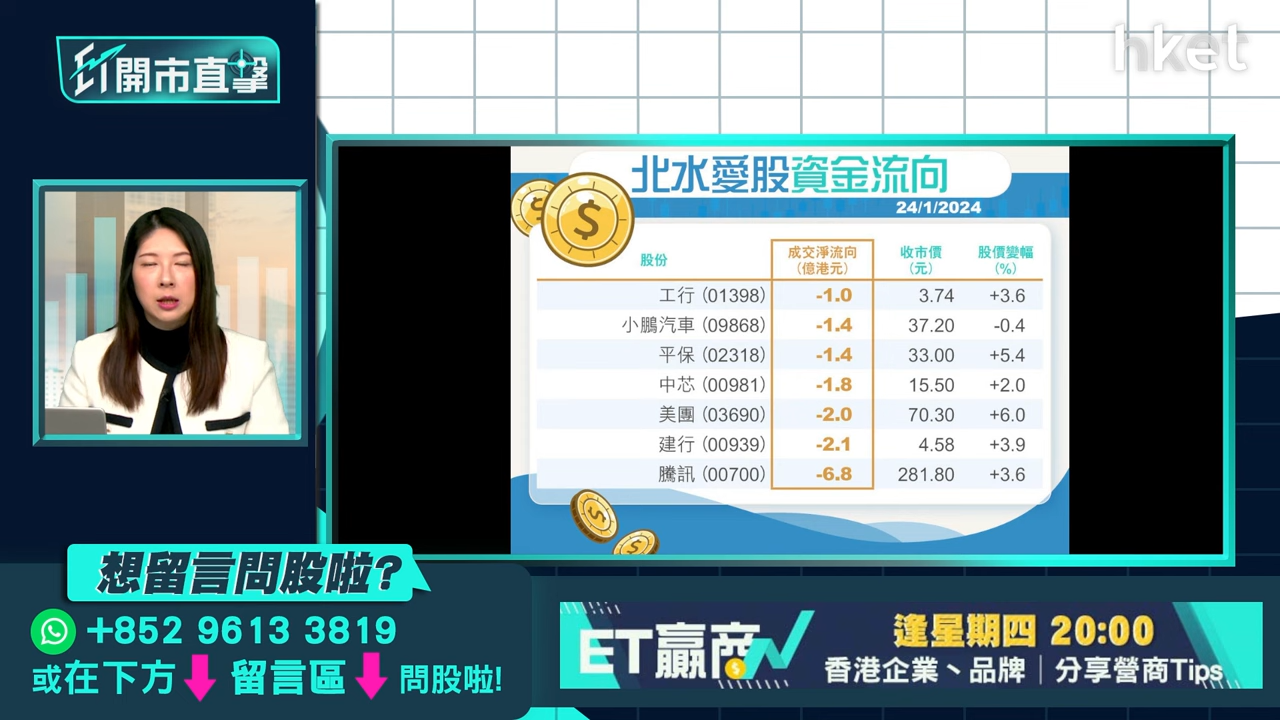 ET開市直擊
hket
北水愛股資金流向
24/1/2024
股份 成交淨流向 (億港元) 收市價 (元) 股價變幅 (%)
工行 (01398) -1.0 3.74 +3.6
小鵬汽車 (09868) -1.4 37.20 -0.4
平保 (02318) -1.4 33.00 +5.4
中芯 (00981) -1.8 15.50 +2.0
美團 (03690) -2.0 70.30 +6.0
建行 (00939) -2.1 4.58 +3.9
騰訊 (00700) -6.8 281.80 +3.6
想留言問股啦?
+852 9613 3819
或在下方 留言區 問股啦!
ET贏商
逢星期四 20:00
香港企業、品牌｜分享營商Tips